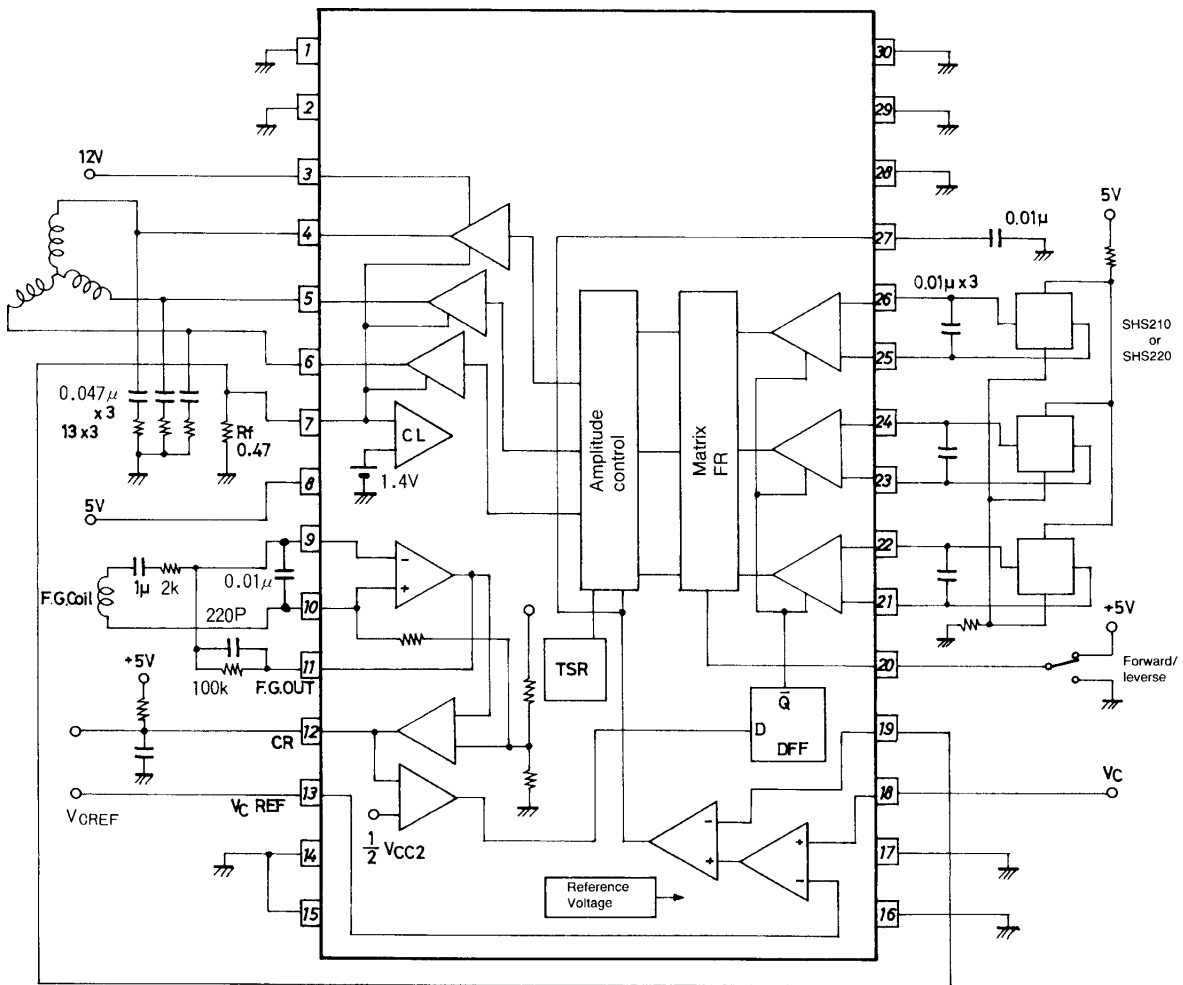 1
30
2
29
12V
3
28
5V
4
27
0.01μ
5
26
0.01μ x 3
SHS210
or
SHS220
6
25
0.047μ
x 3
13 x 3
Rf
0.47
7
CL
1.4V
Amplitude
control
Matrix
FR
24
8
23
5V
9
22
F.G.Coil
1μ
2k
0.01μ
-
+
10
21
220P
+5V
11
TSR
20
Forward/
leverse
+5V
100k
F.G.OUT
Q̄
D
DFF
12
CR
19
13
VC REF
VCREF
18
VC
1/2 VCC2
-
+
+
-
14
17
Reference
Voltage
15
16